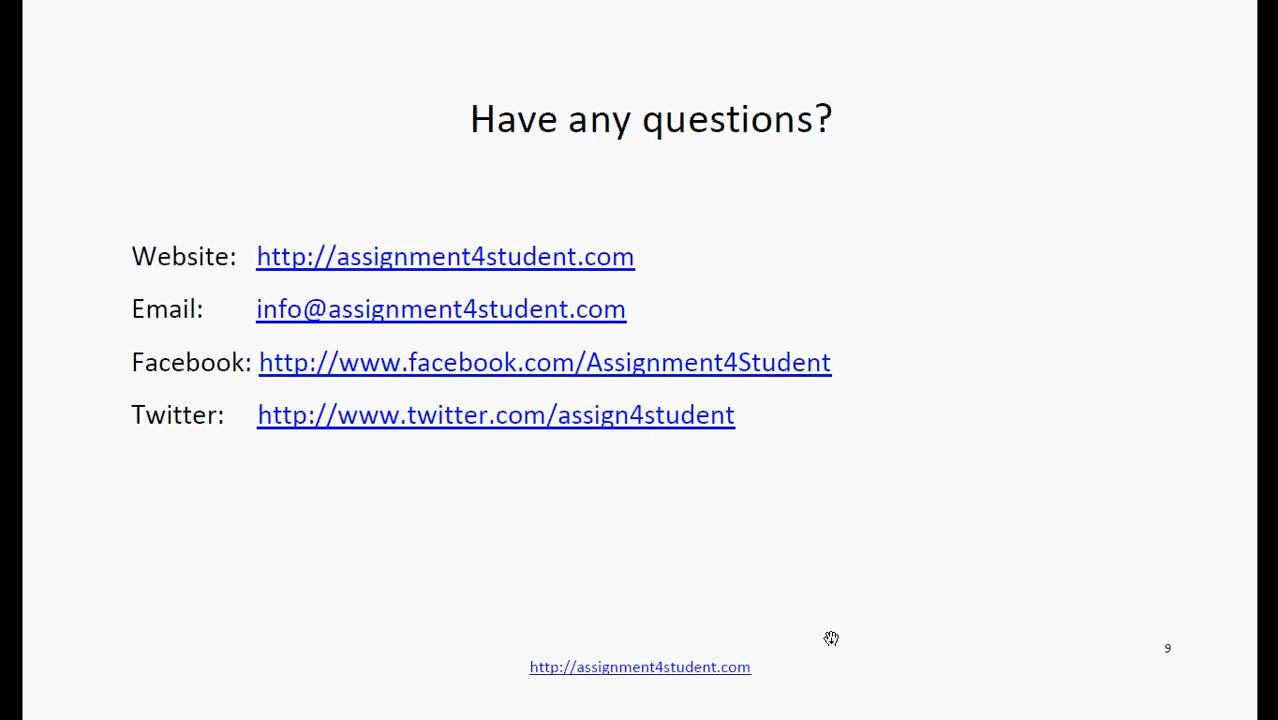 Have any questions?
Website: http://assignment4student.com
Email: info@assignment4student.com
Facebook: http://www.facebook.com/Assignment4Student
Twitter: http://www.twitter.com/assign4student
9
http://assignment4student.com